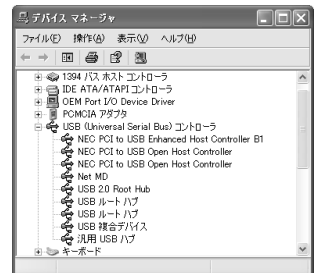 デバイス マネージャ
ファイル(F) 操作(A) 表示(V) ヘルプ(H)
1394 バス ホスト コントローラ
IDE ATA/ATAPI コントローラ
OEM Port I/O Device Driver
PCMCIA アダプタ
USB (Universal Serial Bus) コントローラ
NEC PCI to USB Enhanced Host Controller B1
NEC PCI to USB Open Host Controller
NEC PCI to USB Open Host Controller
Net MD
USB 2.0 Root Hub
USB ルート ハブ
USB ルート ハブ
USB 複合デバイス
汎用 USB ハブ
キーボード